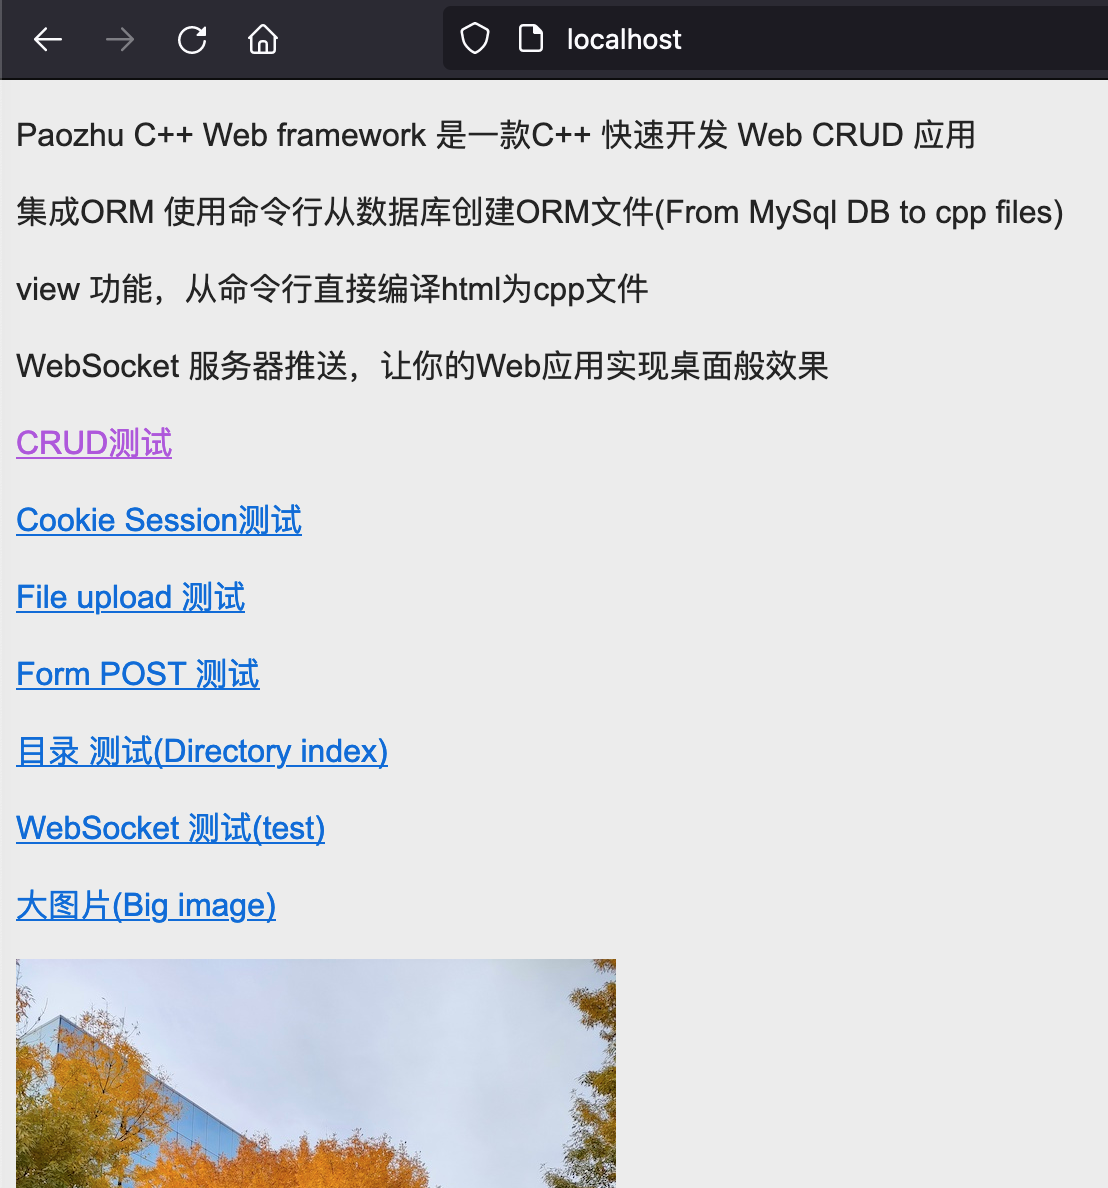 localhost
Paozhu C++ Web framework 是一款C++ 快速开发 Web CRUD 应用
集成ORM 使用命令行从数据库创建ORM文件(From MySql DB to cpp files)
view 功能，从命令行直接编译html为cpp文件
WebSocket 服务器推送，让你的Web应用实现桌面般效果
CRUD测试
Cookie Session测试
File upload 测试
Form POST 测试
目录 测试(Directory index)
WebSocket 测试(test)
大图片(Big image)